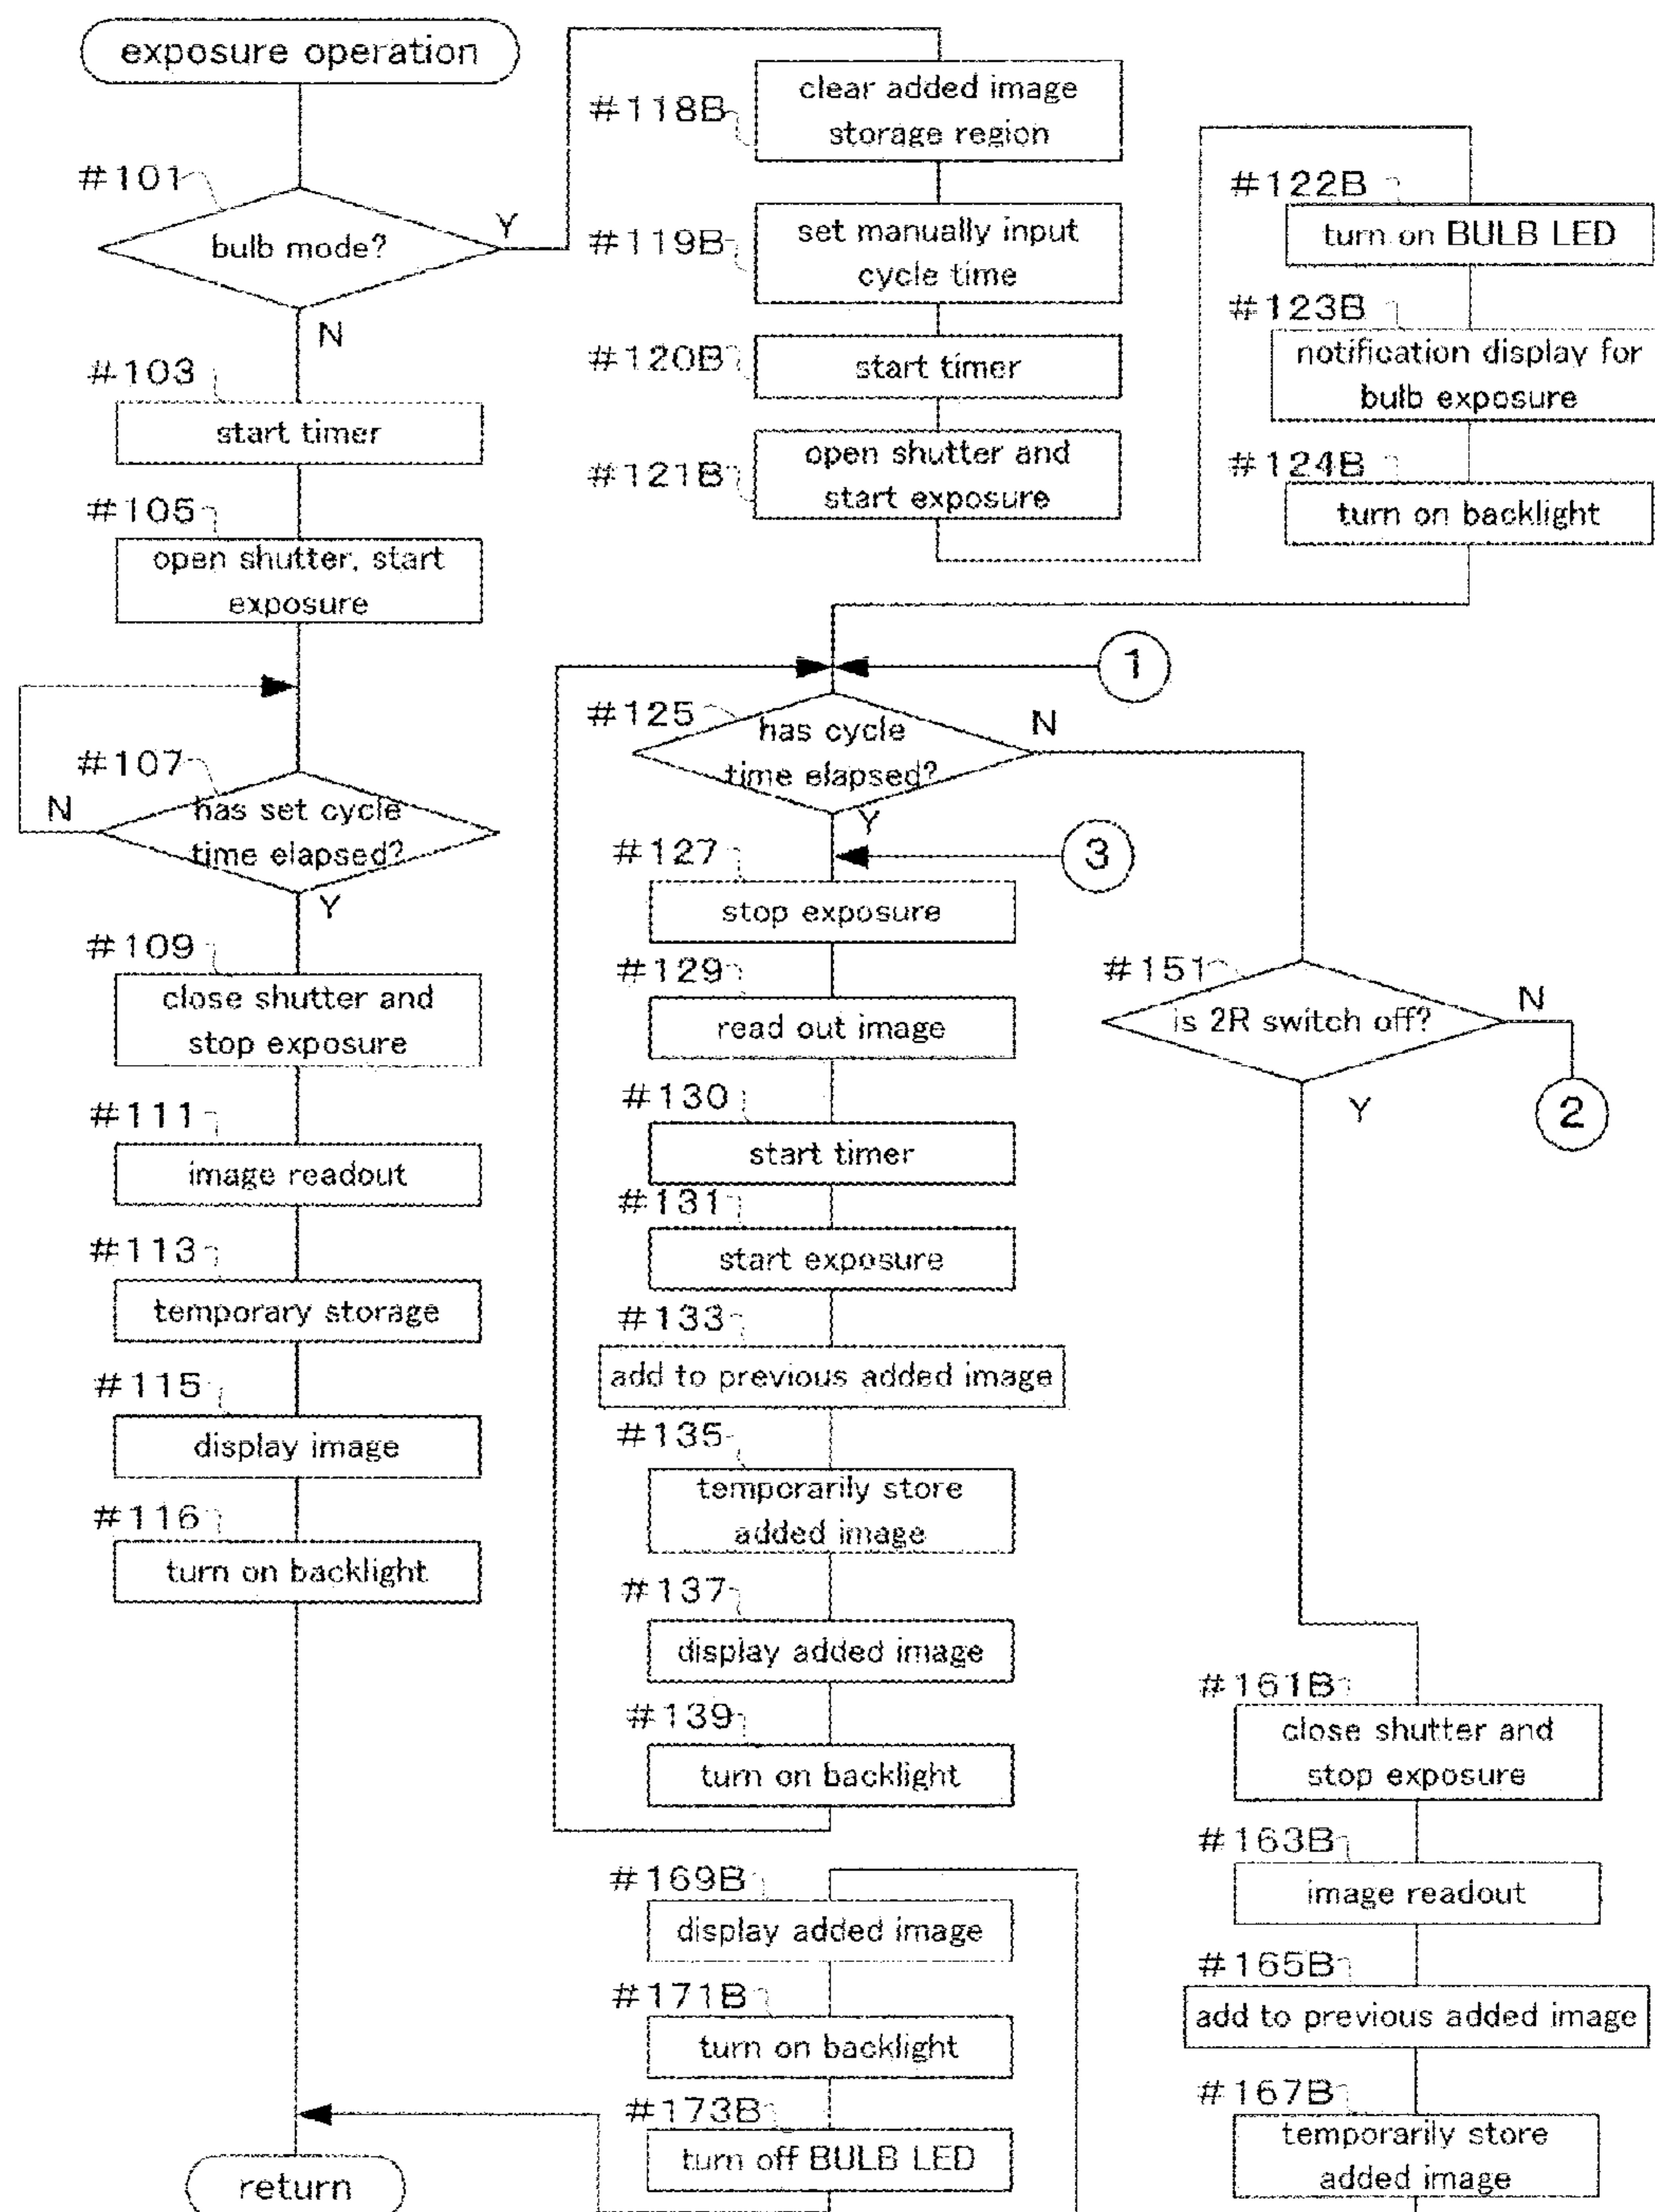 exposure operation
#101
bulb mode?
Y
N
#103
start timer
#105
open shutter, start
exposure
#107
has set cycle
time elapsed?
N
Y
#109
close shutter and
stop exposure
#111
image readout
#113
temporary storage
#115
display image
#116
turn on backlight
return
#118B
clear added image
storage region
#119B
set manually input
cycle time
#120B
start timer
#121B
open shutter and
start exposure
#122B
turn on BULB LED
#123B
notification display for
bulb exposure
#124B
turn on backlight
1
#125
has cycle
time elapsed?
N
Y
3
#127
stop exposure
#129
read out image
#130
start timer
#131
start exposure
#133
add to previous added image
#135
temporarily store
added image
#137
display added image
#139
turn on backlight
#151
is 2R switch off?
N
2
Y
#161B
close shutter and
stop exposure
#163B
image readout
#165B
add to previous added image
#167B
temporarily store
added image
#169B
display added image
#171B
turn on backlight
#173B
turn off BULB LED